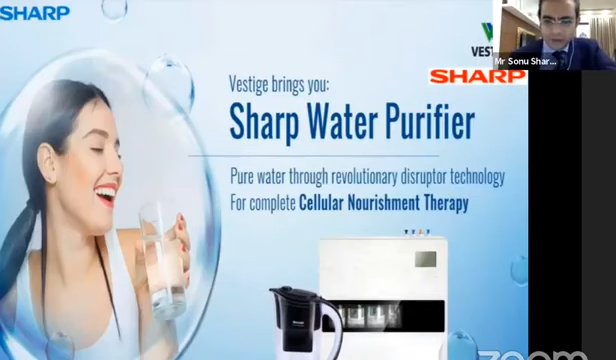 SHARP
VEST
Mr Sonu Shar...
SHARP
Vestige brings you:
Sharp Water Purifier
Pure water through revolutionary disruptor technology
For complete Cellular Nourishment Therapy
zoom